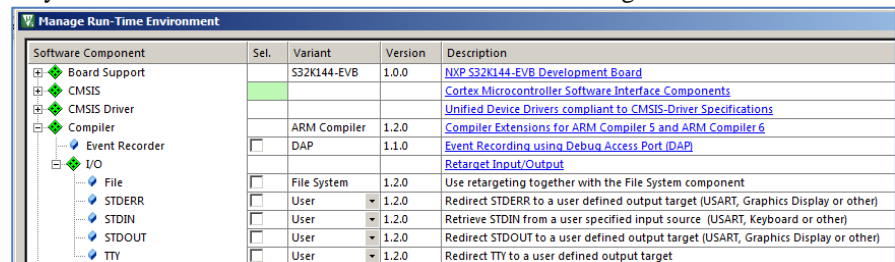 Manage Run-Time Environment
Software Component Sel. Variant Version Description
Board Support S32K144-EVB 1.0.0 NXP S32K144-EVB Development Board
CMSIS Cortex Microcontroller Software Interface Components
CMSIS Driver Unified Device Drivers compliant to CMSIS-Driver Specifications
Compiler ARM Compiler 1.2.0 Compiler Extensions for ARM Compiler 5 and ARM Compiler 6
Event Recorder DAP 1.1.0 Event Recording using Debug Access Port (DAP)
I/O Retarget Input/Output
File File System 1.2.0 Use retargeting together with the File System component
STDERR User 1.2.0 Redirect STDERR to a user defined output target (USART, Graphics Display or other)
STDIN User 1.2.0 Retrieve STDIN from a user specified input source (USART, Keyboard or other)
STDOUT User 1.2.0 Redirect STDOUT to a user defined output target (USART, Graphics Display or other)
TTY User 1.2.0 Redirect TTY to a user defined output target